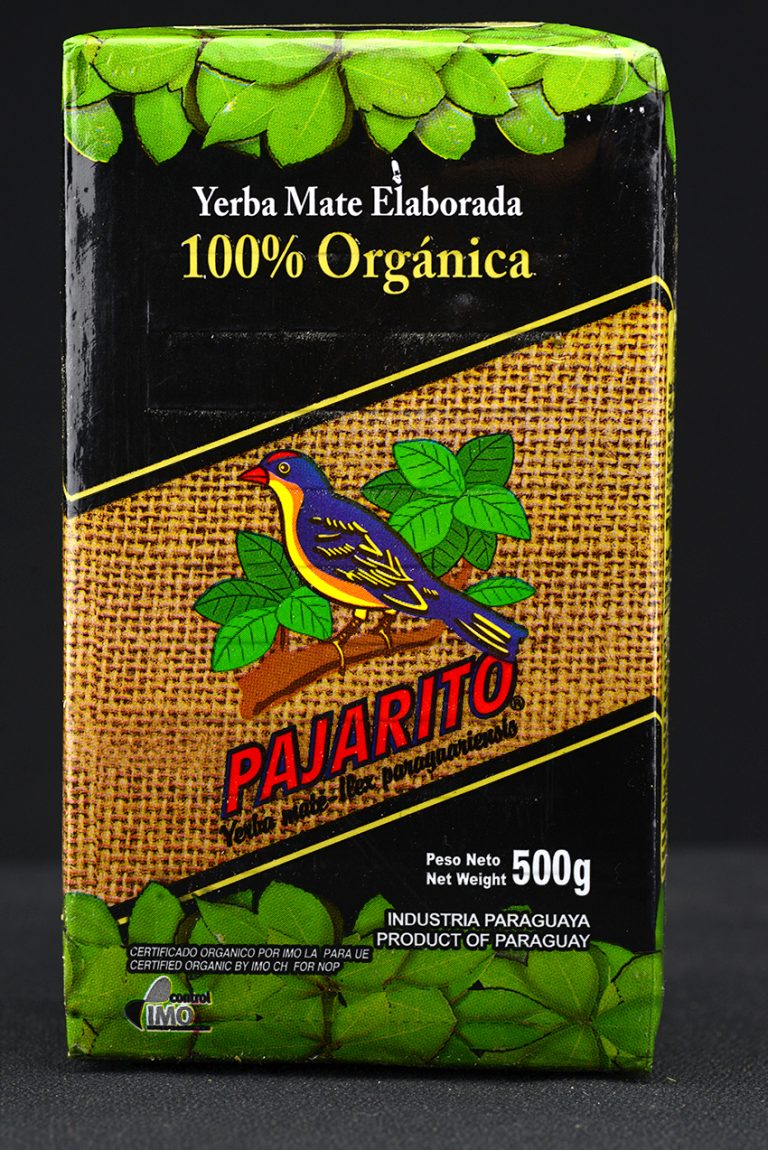 Yerba Mate Elaborada
100% Orgánica
PAJARITO®
Yerba mate-Ilex paraguariensis
Peso Neto
Net Weight 500g
INDUSTRIA PARAGUAYA
PRODUCT OF PARAGUAY
CERTIFICADO ORGANICO POR IMO LA PARA UE
CERTIFIED ORGANIC BY IMO CH FOR NOP
control
IMO